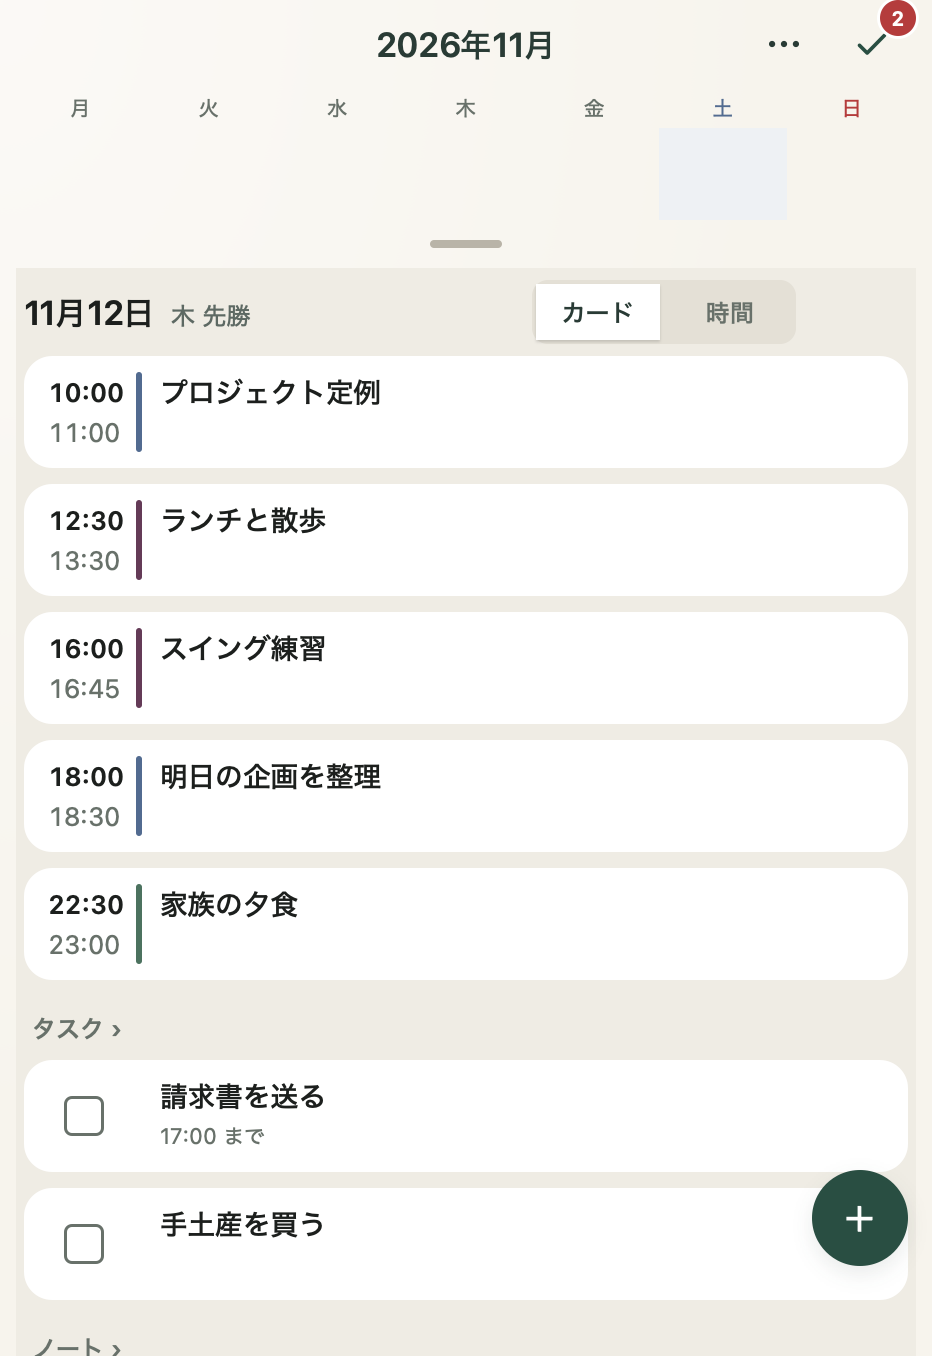 2026年11月
2
月 火 水 木 金 土 日
11月12日 木 先勝
カード 時間
10:00 プロジェクト定例
11:00
12:30 ランチと散歩
13:30
16:00 スイング練習
16:45
18:00 明日の企画を整理
18:30
22:30 家族の夕食
23:00
タスク ›
請求書を送る
17:00 まで
手土産を買う
ノート ›